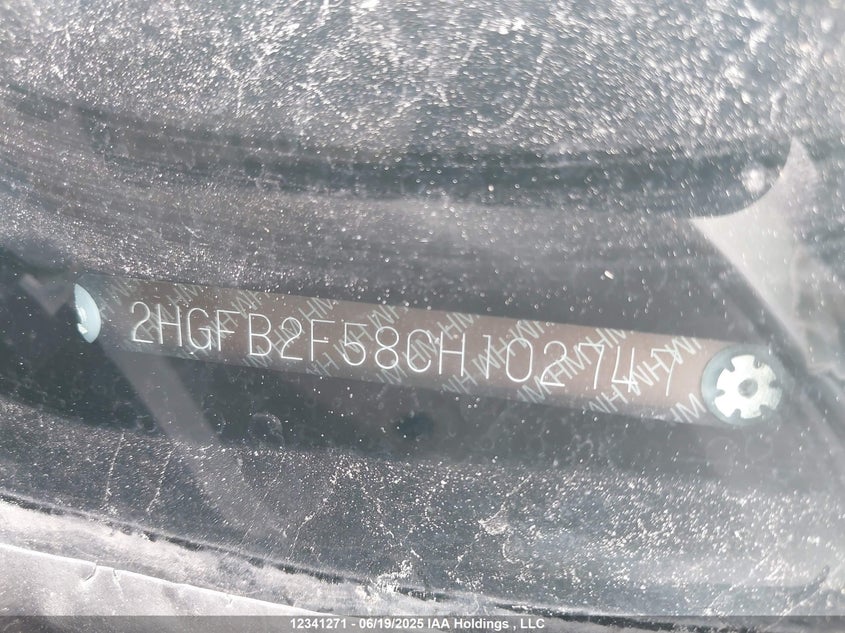 2HGFB2F58CH102747
12341271 - 06/19/2025 IAA Holdings , LLC